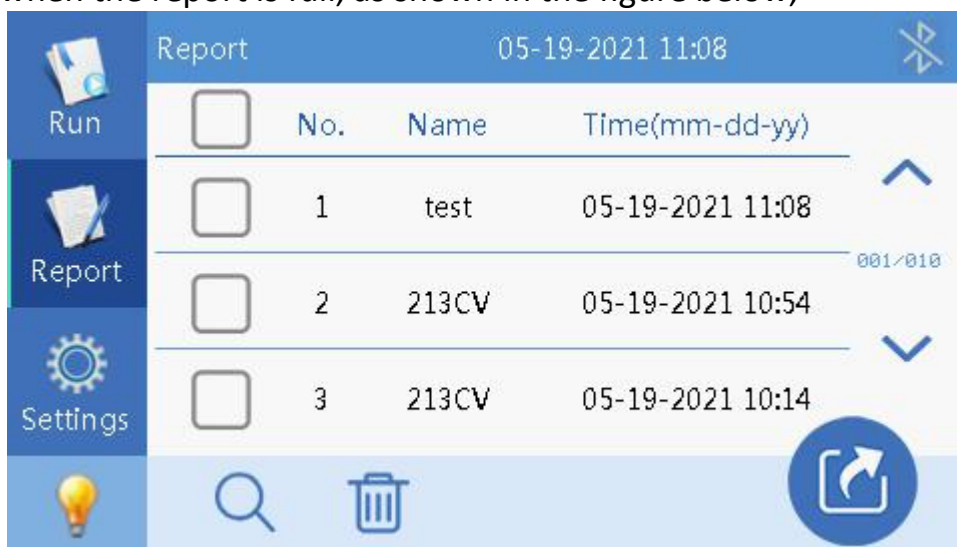 when the report is full, as shown in the figure below,
Report 05-19-2021 11:08
Run
No. Name Time(mm-dd-yy)
1 test 05-19-2021 11:08
Report
001/010
2 213CV 05-19-2021 10:54
3 213CV 05-19-2021 10:14
Settings